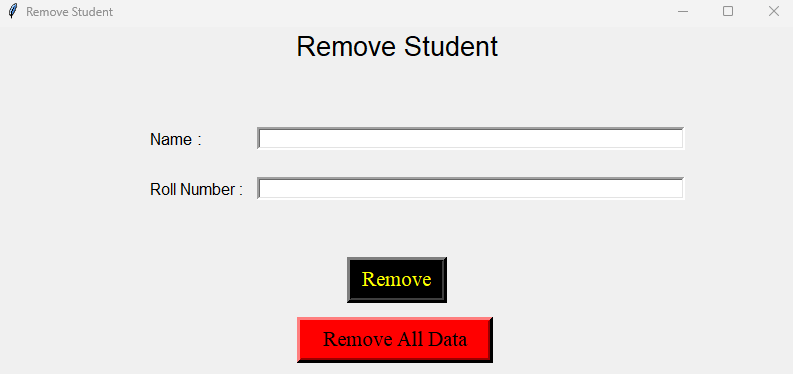 Remove Student
Remove Student
Name :
Roll Number :
Remove
Remove All Data